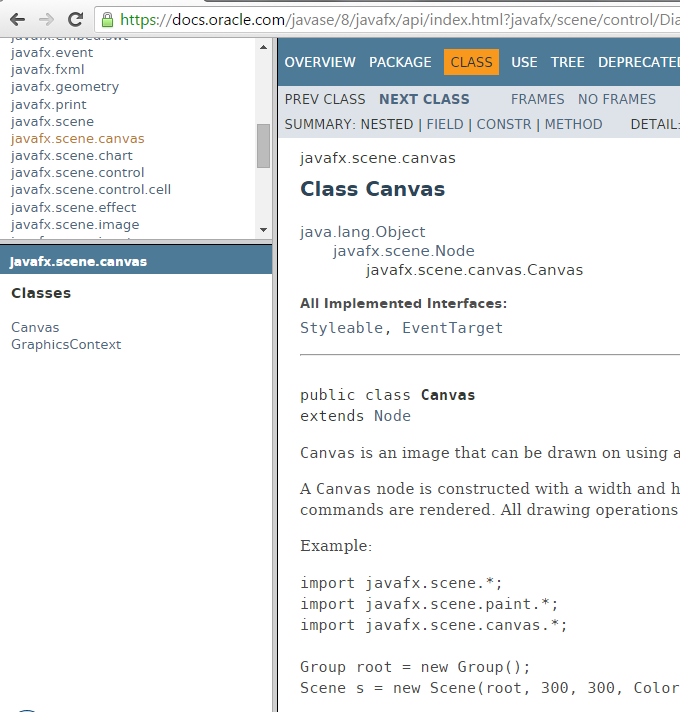 https://docs.oracle.com/javase/8/javafx/api/index.html?javafx/scene/control/Dia
javafx.embed.swt
javafx.event
javafx.fxml
javafx.geometry
javafx.print
javafx.scene
javafx.scene.canvas
javafx.scene.chart
javafx.scene.control
javafx.scene.control.cell
javafx.scene.effect
javafx.scene.image
javafx.scene.canvas
Classes
Canvas
GraphicsContext
OVERVIEW PACKAGE CLASS USE TREE DEPRECATED
PREV CLASS NEXT CLASS FRAMES NO FRAMES
SUMMARY: NESTED | FIELD | CONSTR | METHOD DETAIL:
javafx.scene.canvas
Class Canvas
java.lang.Object
javafx.scene.Node
javafx.scene.canvas.Canvas
All Implemented Interfaces:
Styleable, EventTarget
public class Canvas
extends Node
Canvas is an image that can be drawn on using a
A Canvas node is constructed with a width and h
commands are rendered. All drawing operations
Example:
import javafx.scene.*;
import javafx.scene.paint.*;
import javafx.scene.canvas.*;
Group root = new Group();
Scene s = new Scene(root, 300, 300, Color